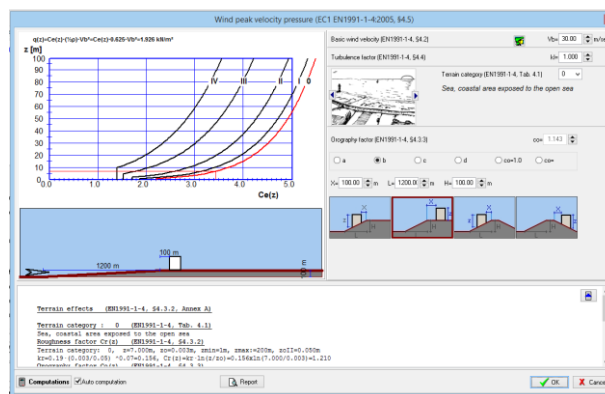 Wind peak velocity pressure (EC1 EN1991-1-4:2005, §4.5)
q(z)=Ce(z)·(½ρ)·Vb²=Ce(z)·0.625·Vb²=1.926 kN/m²
z [m]
100
90
80
70
60
50
40
30
20
10
0
IV
III
II
I
0
0.0
1.0
2.0
3.0
4.0
5.0
Ce(z)
Basic wind velocity (EN1991-1-4, §4.2)
Vb= 30.00 m/s
Turbulence factor (EN1991-1-4, §4.4)
kI= 1.000
Terrain category (EN1991-1-4, Tab. 4.1)
0
Sea, coastal area exposed to the open sea
Orography factor (EN1991-1-4, §4.3.3)
co= 1.143
a
b
c
d
co=1.0
co=
X= 100.00 m
L= 1200.00 m
H= 100.00 m
X
H
L
X
H
L
X
H
L
X
H
L
100 m
1200 m
Terrain effects (EN1991-1-4, §4.3.2, Annex A)
Terrain category : 0 (EN1991-1-4, Tab. 4.1)
Sea, coastal area exposed to the open sea
Roughness factor Cr(z) (EN1991-1-4, §4.3.2)
Terrain category: 0, z=7.000m, zo=0.003m, zmin=1m, zmax=200m, zoII=0.050m
kr=0.19·(0.003/0.05) ^0.07=0.156, Cr(z)=kr·ln(z/zo)=0.156xln(7.000/0.003)=1.210
Computations
Auto computation
Report
OK
Cancel